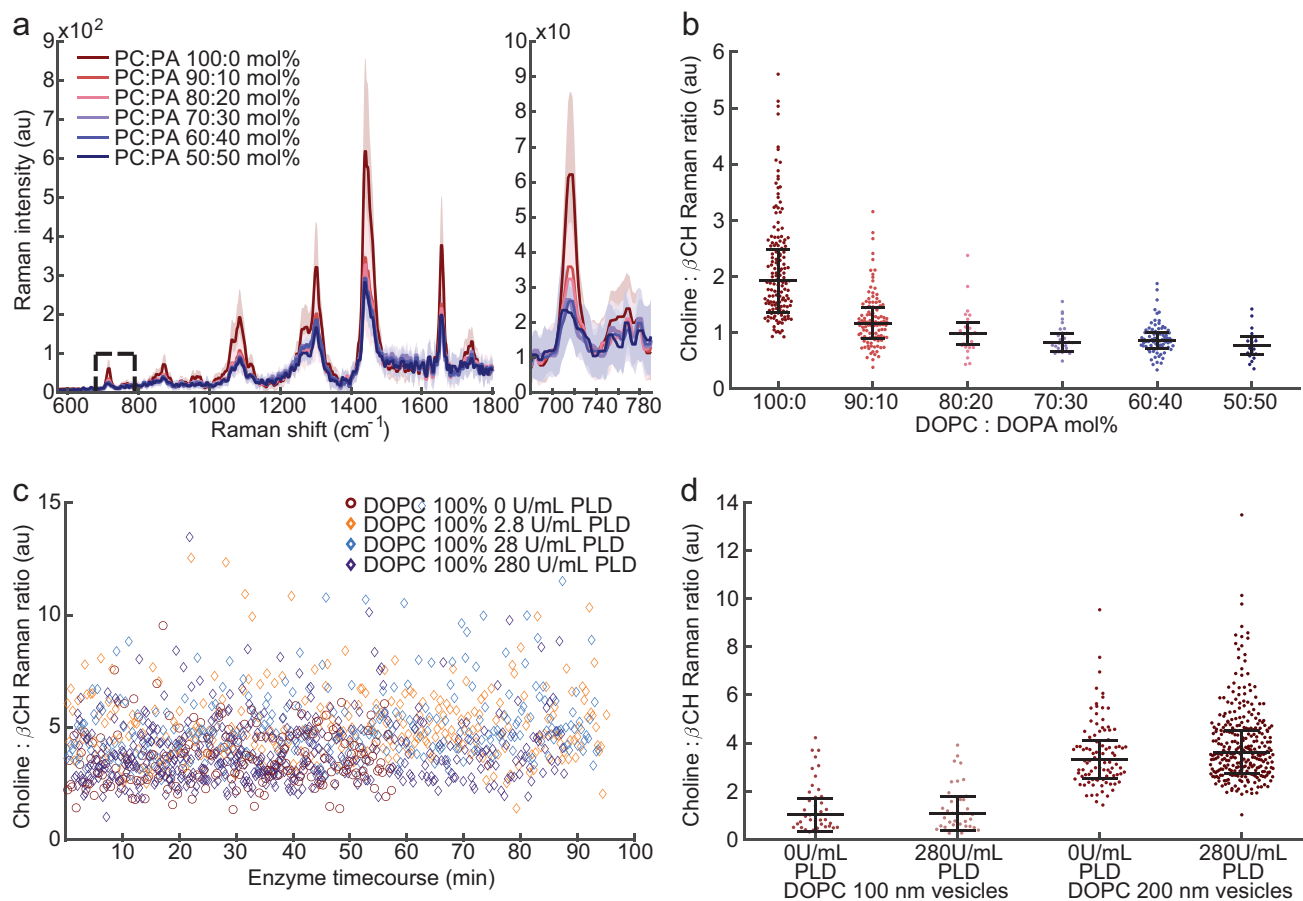 a
×10²
9
8
7
6
5
4
3
2
1
0
Raman intensity (au)
PC:PA 100:0 mol%
PC:PA 90:10 mol%
PC:PA 80:20 mol%
PC:PA 70:30 mol%
PC:PA 60:40 mol%
PC:PA 50:50 mol%
600 800 1000 1200 1400 1600 1800
Raman shift (cm⁻¹)
×10
10
9
8
7
6
5
4
3
2
1
0
700 740 780
b
6
5
4
3
2
1
0
Choline : βCH Raman ratio (au)
100:0 90:10 80:20 70:30 60:40 50:50
DOPC : DOPA mol%
c
15
10
5
0
Choline : βCH Raman ratio (au)
DOPC 100% 0 U/mL PLD
DOPC 100% 2.8 U/mL PLD
DOPC 100% 28 U/mL PLD
DOPC 100% 280 U/mL PLD
10 20 30 40 50 60 70 80 90 100
Enzyme timecourse (min)
d
14
12
10
8
6
4
2
0
Choline : βCH Raman ratio (au)
0U/mL 280U/mL 0U/mL 280U/mL
PLD PLD PLD PLD
DOPC 100 nm vesicles DOPC 200 nm vesicles